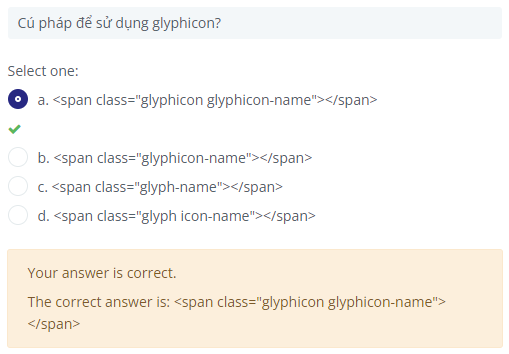 Cú pháp để sử dụng glyphicon?
Select one:
a. <span class="glyphicon glyphicon-name"></span>
b. <span class="glyphicon-name"></span>
c. <span class="glyph-name"></span>
d. <span class="glyph icon-name"></span>
Your answer is correct.
The correct answer is: <span class="glyphicon glyphicon-name">
</span>